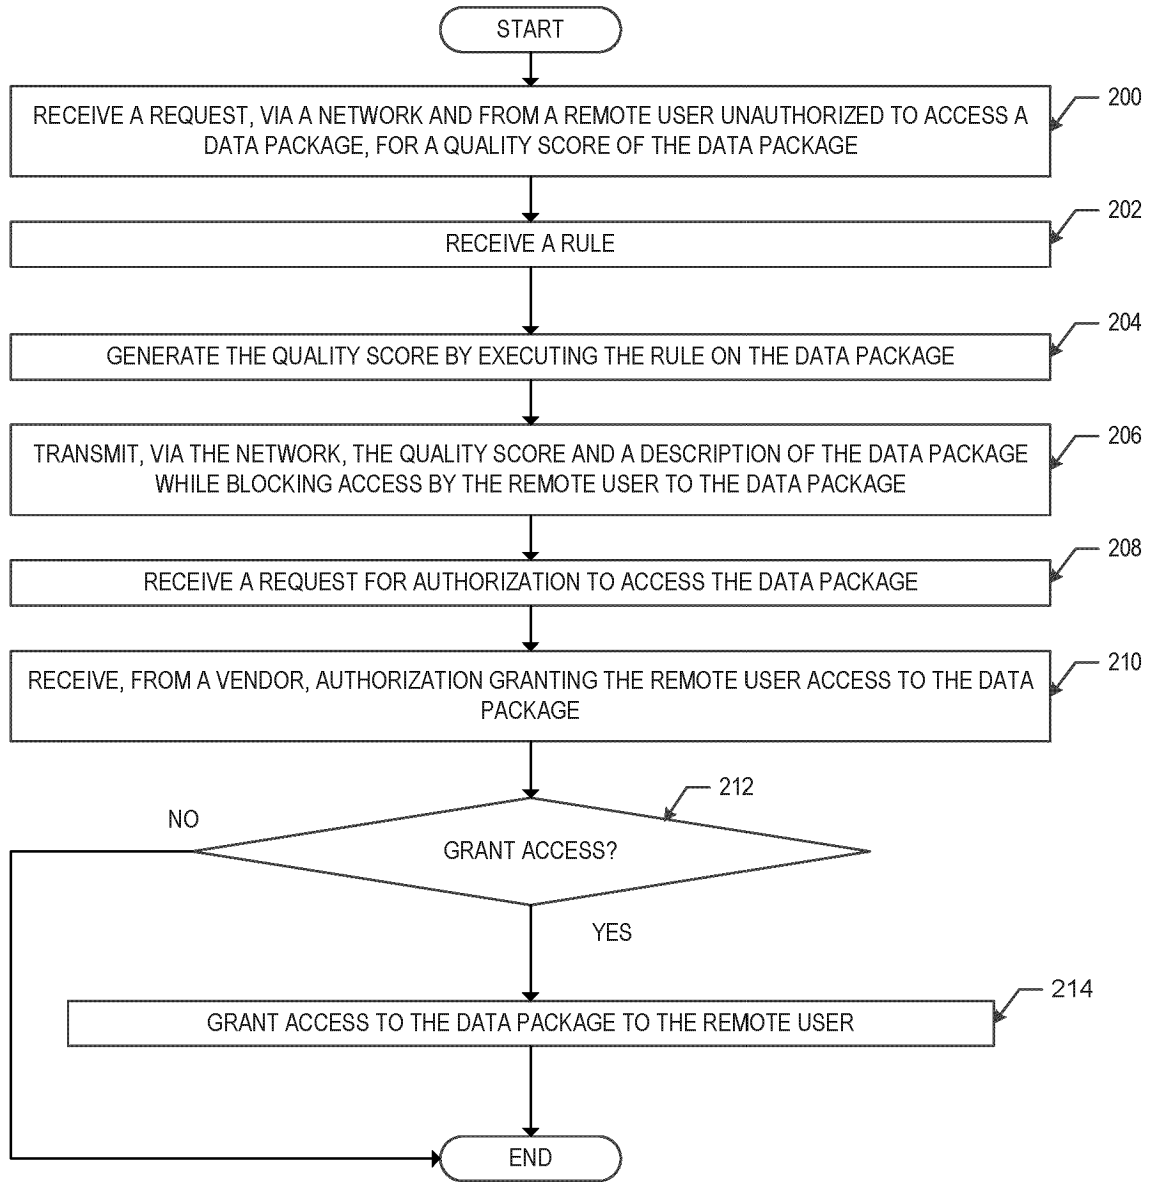 START
RECEIVE A REQUEST, VIA A NETWORK AND FROM A REMOTE USER UNAUTHORIZED TO ACCESS A
DATA PACKAGE, FOR A QUALITY SCORE OF THE DATA PACKAGE
200
RECEIVE A RULE
202
GENERATE THE QUALITY SCORE BY EXECUTING THE RULE ON THE DATA PACKAGE
204
TRANSMIT, VIA THE NETWORK, THE QUALITY SCORE AND A DESCRIPTION OF THE DATA PACKAGE
WHILE BLOCKING ACCESS BY THE REMOTE USER TO THE DATA PACKAGE
206
RECEIVE A REQUEST FOR AUTHORIZATION TO ACCESS THE DATA PACKAGE
208
RECEIVE, FROM A VENDOR, AUTHORIZATION GRANTING THE REMOTE USER ACCESS TO THE DATA
PACKAGE
210
212
NO
GRANT ACCESS?
YES
GRANT ACCESS TO THE DATA PACKAGE TO THE REMOTE USER
214
END